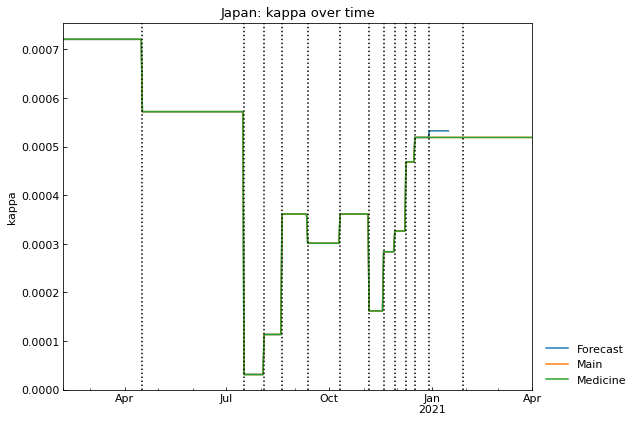 Japan: kappa over time
0.0007
0.0006
0.0005
0.0004
0.0003
0.0002
0.0001
0.0000
kappa
Apr
Jul
Oct
Jan
2021
Apr
Forecast
Main
Medicine